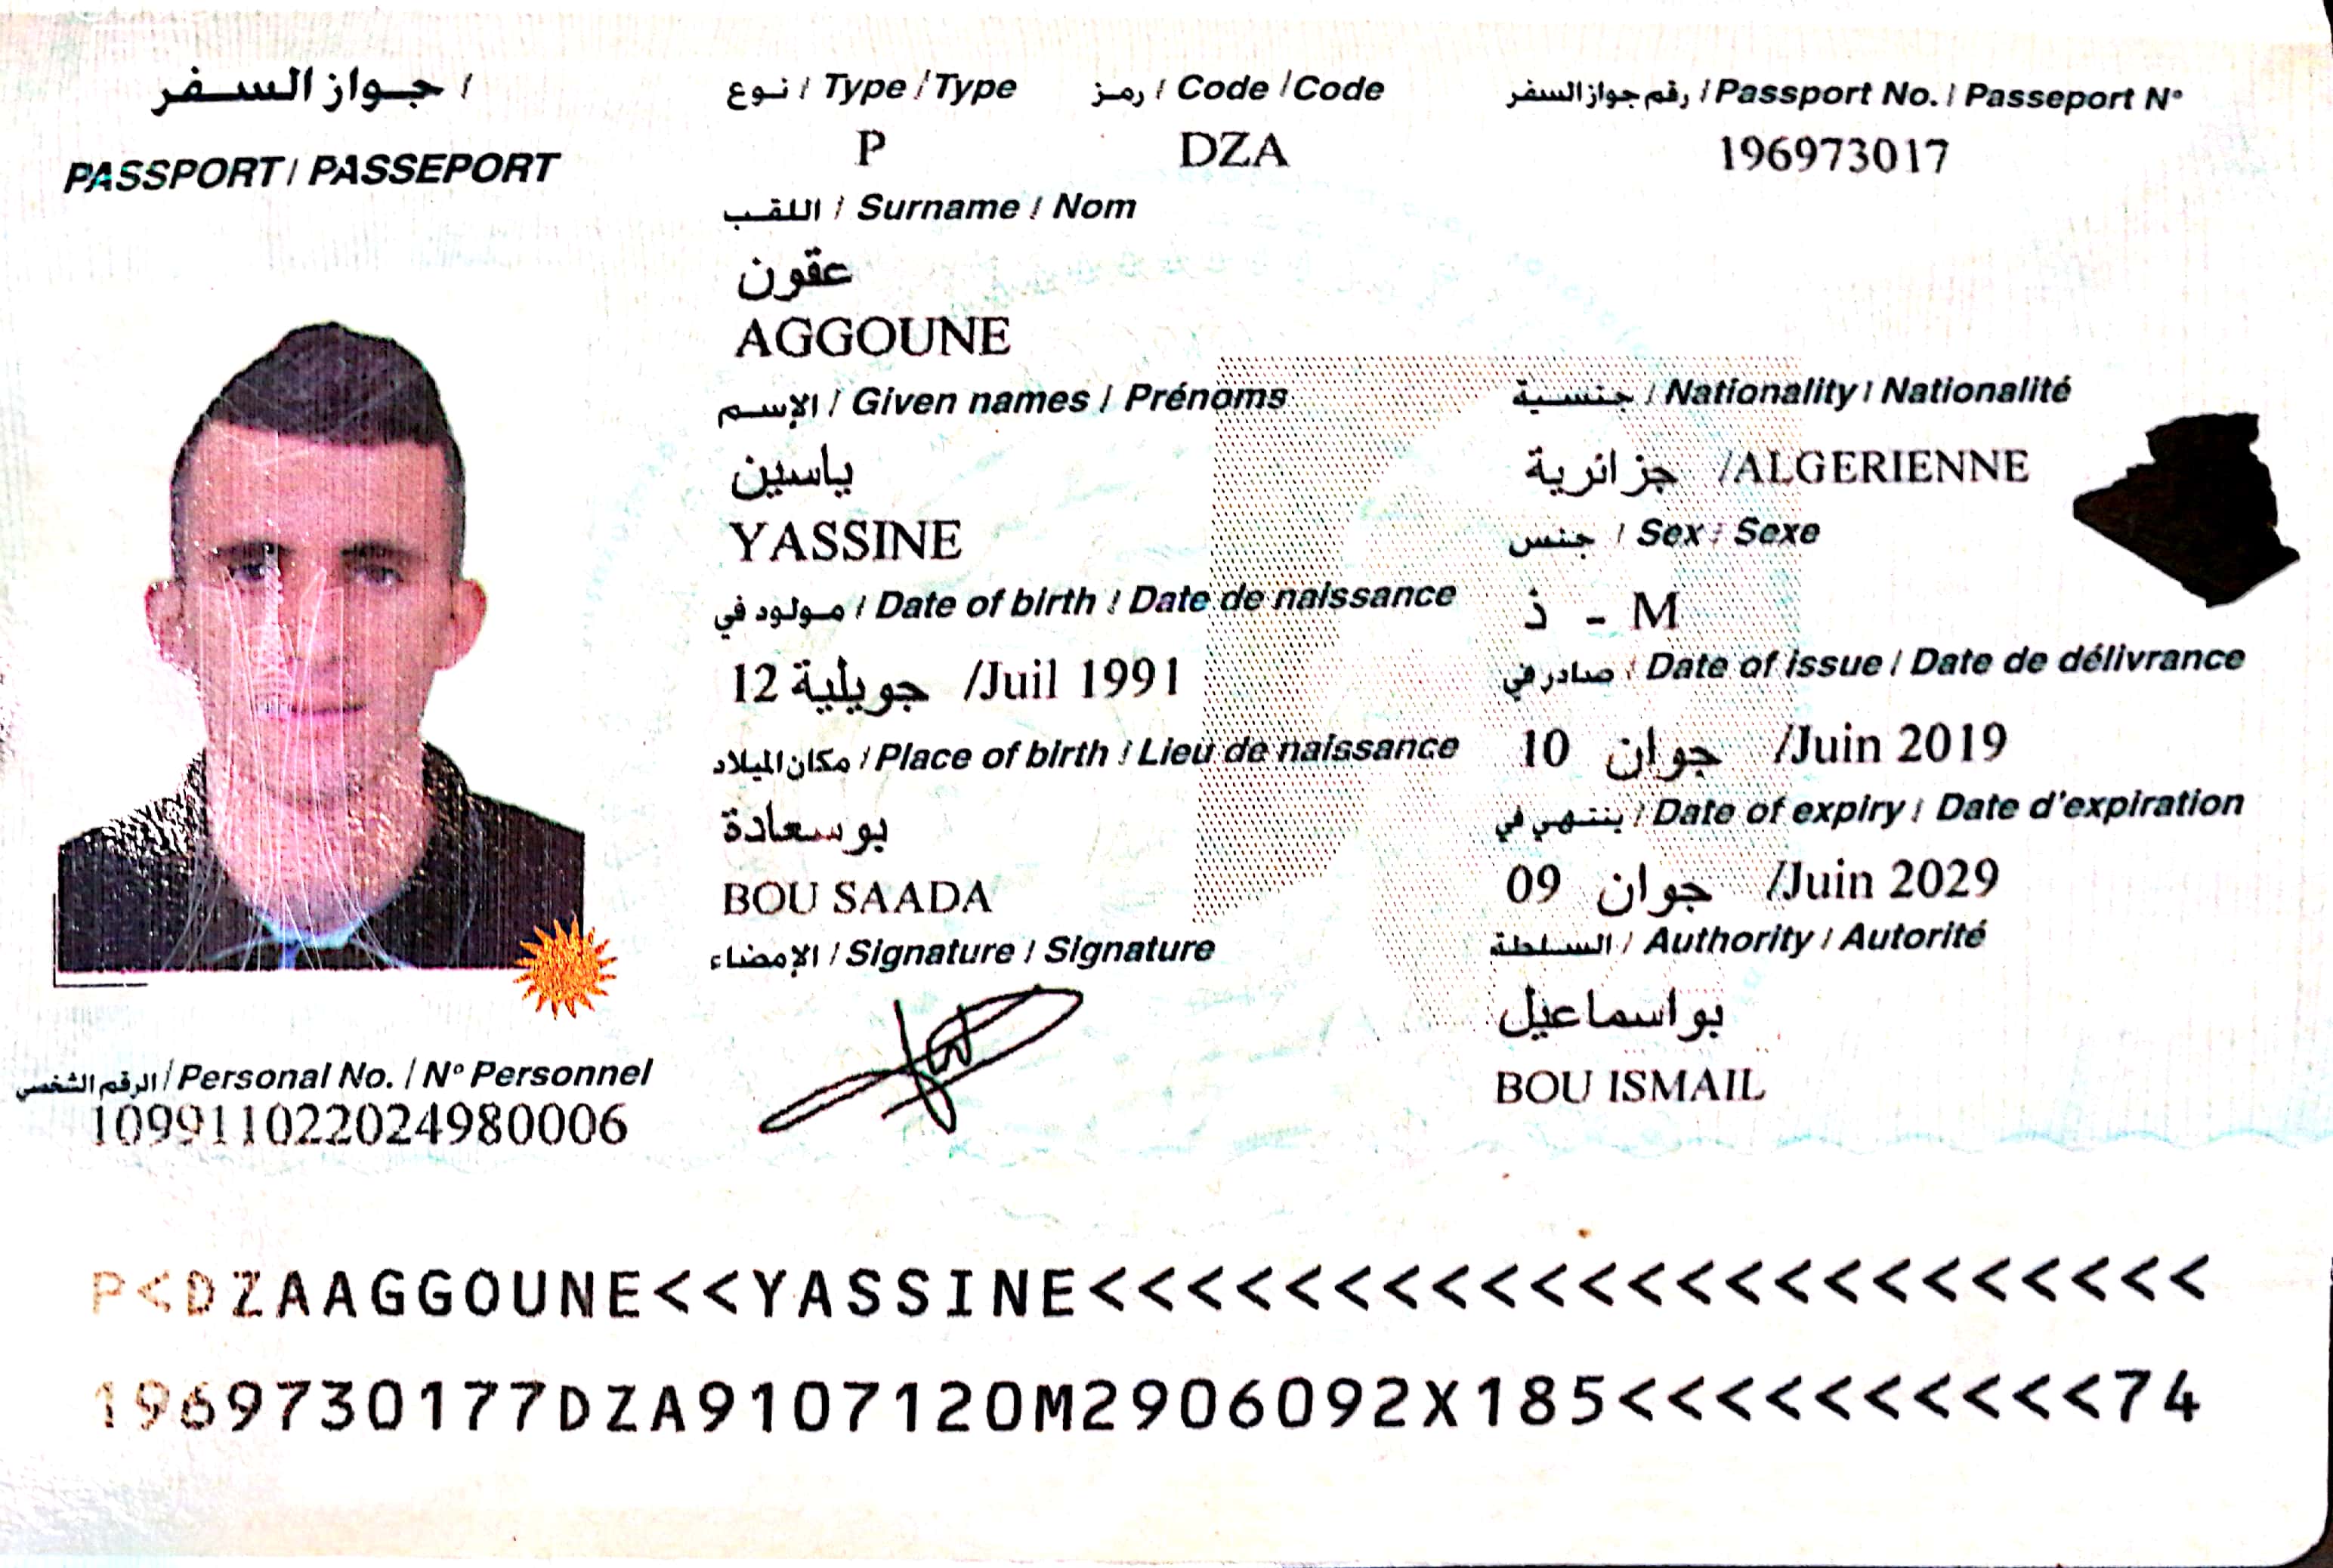 جواز السفر /
PASSPORT / PASSEPORT
نوع / Type / Type
P
رمز / Code / Code
DZA
رقم جواز السفر / Passport No. / Passeport N°
196973017
اللقب / Surname / Nom
عقون
AGGOUNE
الإسم / Given names / Prénoms
ياسين
YASSINE
جنسية / Nationality / Nationalité
جزائرية /ALGERIENNE
جنس / Sex / Sexe
ذ - M
مولود في / Date of birth / Date de naissance
12 جويلية /Juil 1991
صادر في / Date of issue / Date de délivrance
10 جوان /Juin 2019
مكان الميلاد / Place of birth / Lieu de naissance
بوسعادة
BOU SAADA
ينتهي في / Date of expiry / Date d'expiration
09 جوان /Juin 2029
الإمضاء / Signature / Signature
السلطة / Authority / Autorité
بواسماعيل
BOU ISMAIL
الرقم الشخصي / Personal No. / N° Personnel
109911022024980006
P<DZAAGGOUNE<<YASSINE<<<<<<<<<<<<<<<<<<<<<<<
1969730177DZA9107120M2906092X185<<<<<<<<<<74